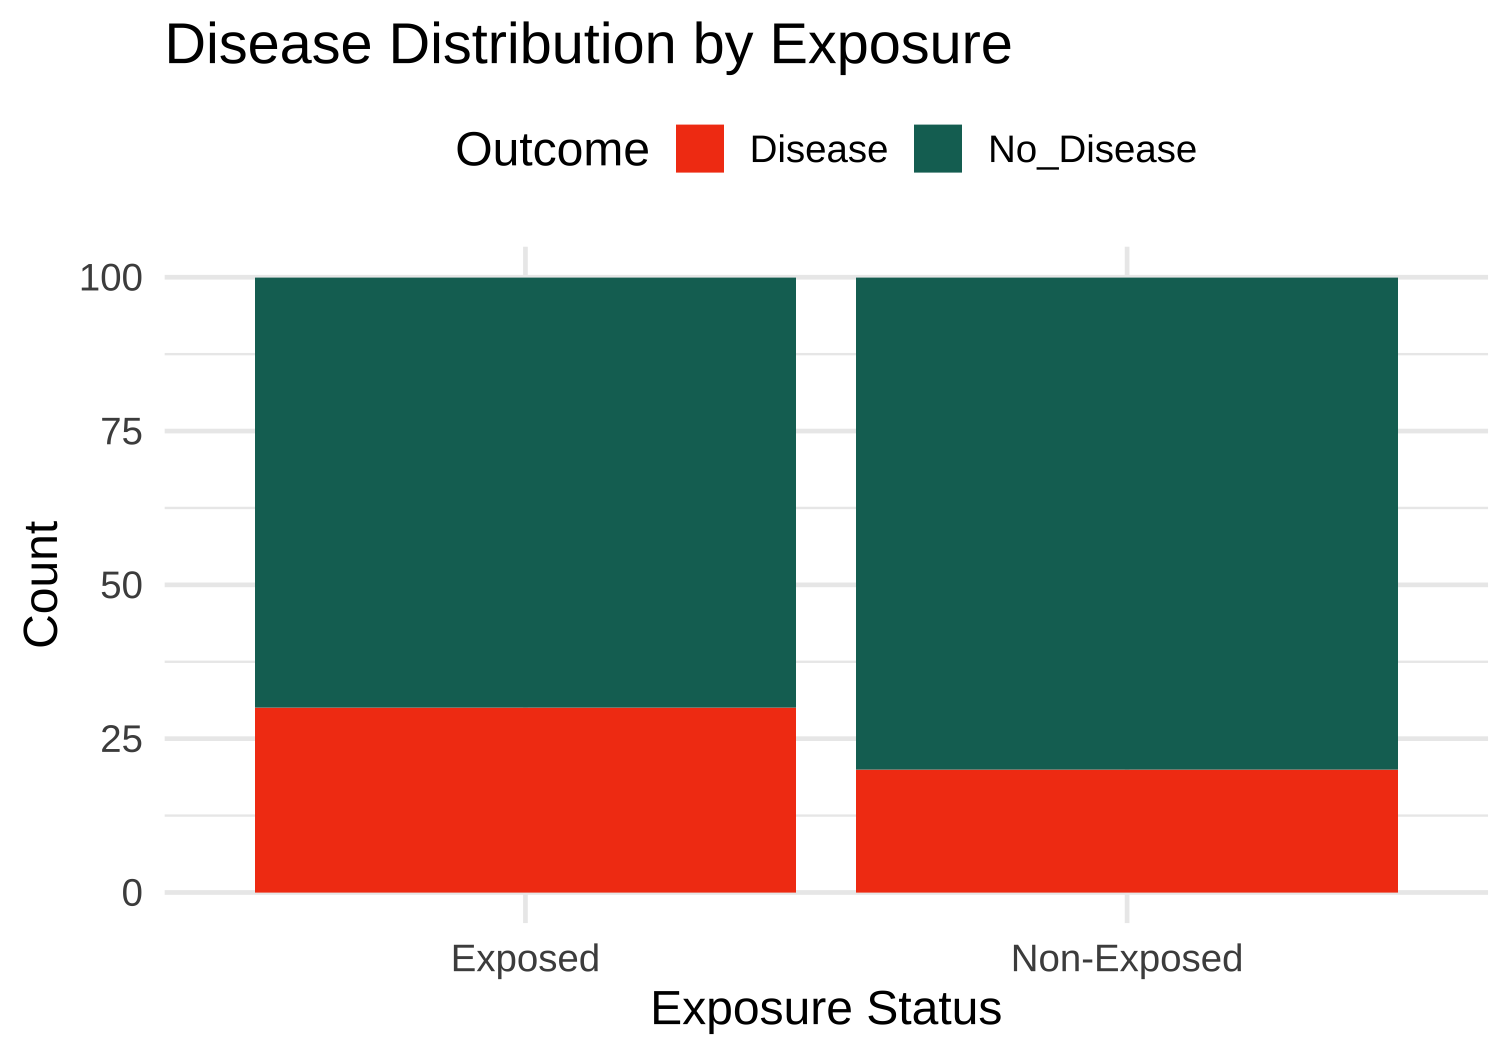 Disease Distribution by Exposure
Outcome Disease No_Disease
100
75
50
25
0
Count
Exposed Non-Exposed
Exposure Status